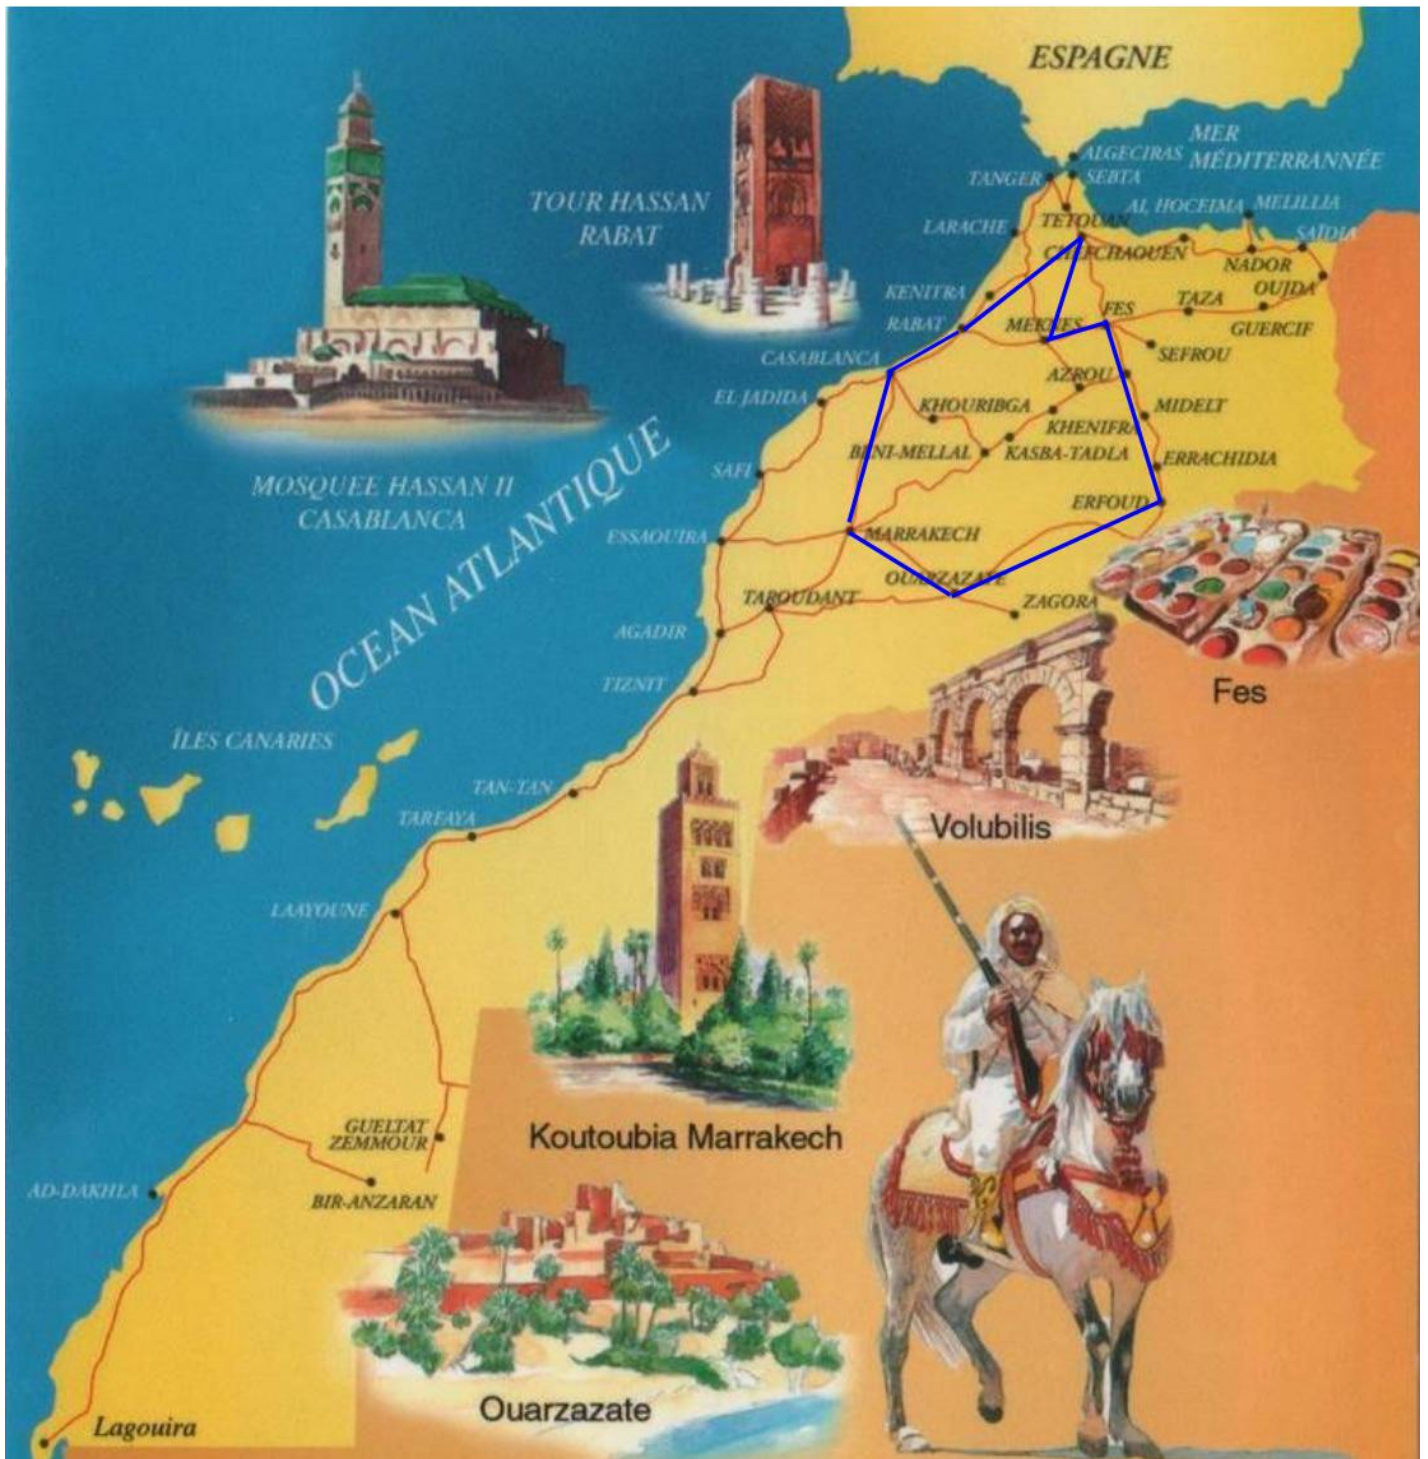 ESPAGNE
MER
MÉDITERRANNÉE
ALGECIRAS
TANGER
SEBTA
TOUR HASSAN
RABAT
TETOUAN
AL HOCEIMA
MELILLIA
LARACHE
SAÏDIA
CHEFCHAOUEN
NADOR
OUJDA
KENITRA
TAZA
RABAT
MEKNES
FES
GUERCIF
CASABLANCA
SEFROU
AZROU
EL JADIDA
KHOURIBGA
MIDELT
KHENIFRA
BENI-MELLAL
KASBA-TADLA
ERRACHIDIA
SAFI
MOSQUEE HASSAN II
CASABLANCA
OCEAN ATLANTIQUE
ERFOUD
ESSAOUIRA
MARRAKECH
OUARZAZATE
TAROUDANT
ZAGORA
AGADIR
TIZNIT
Fes
ÎLES CANARIES
TAN-TAN
TARFAYA
Volubilis
LAAYOUNE
GUELTAT
ZEMMOUR
Koutoubia Marrakech
AD-DAKHLA
BIR-ANZARAN
Ouarzazate
Lagouira